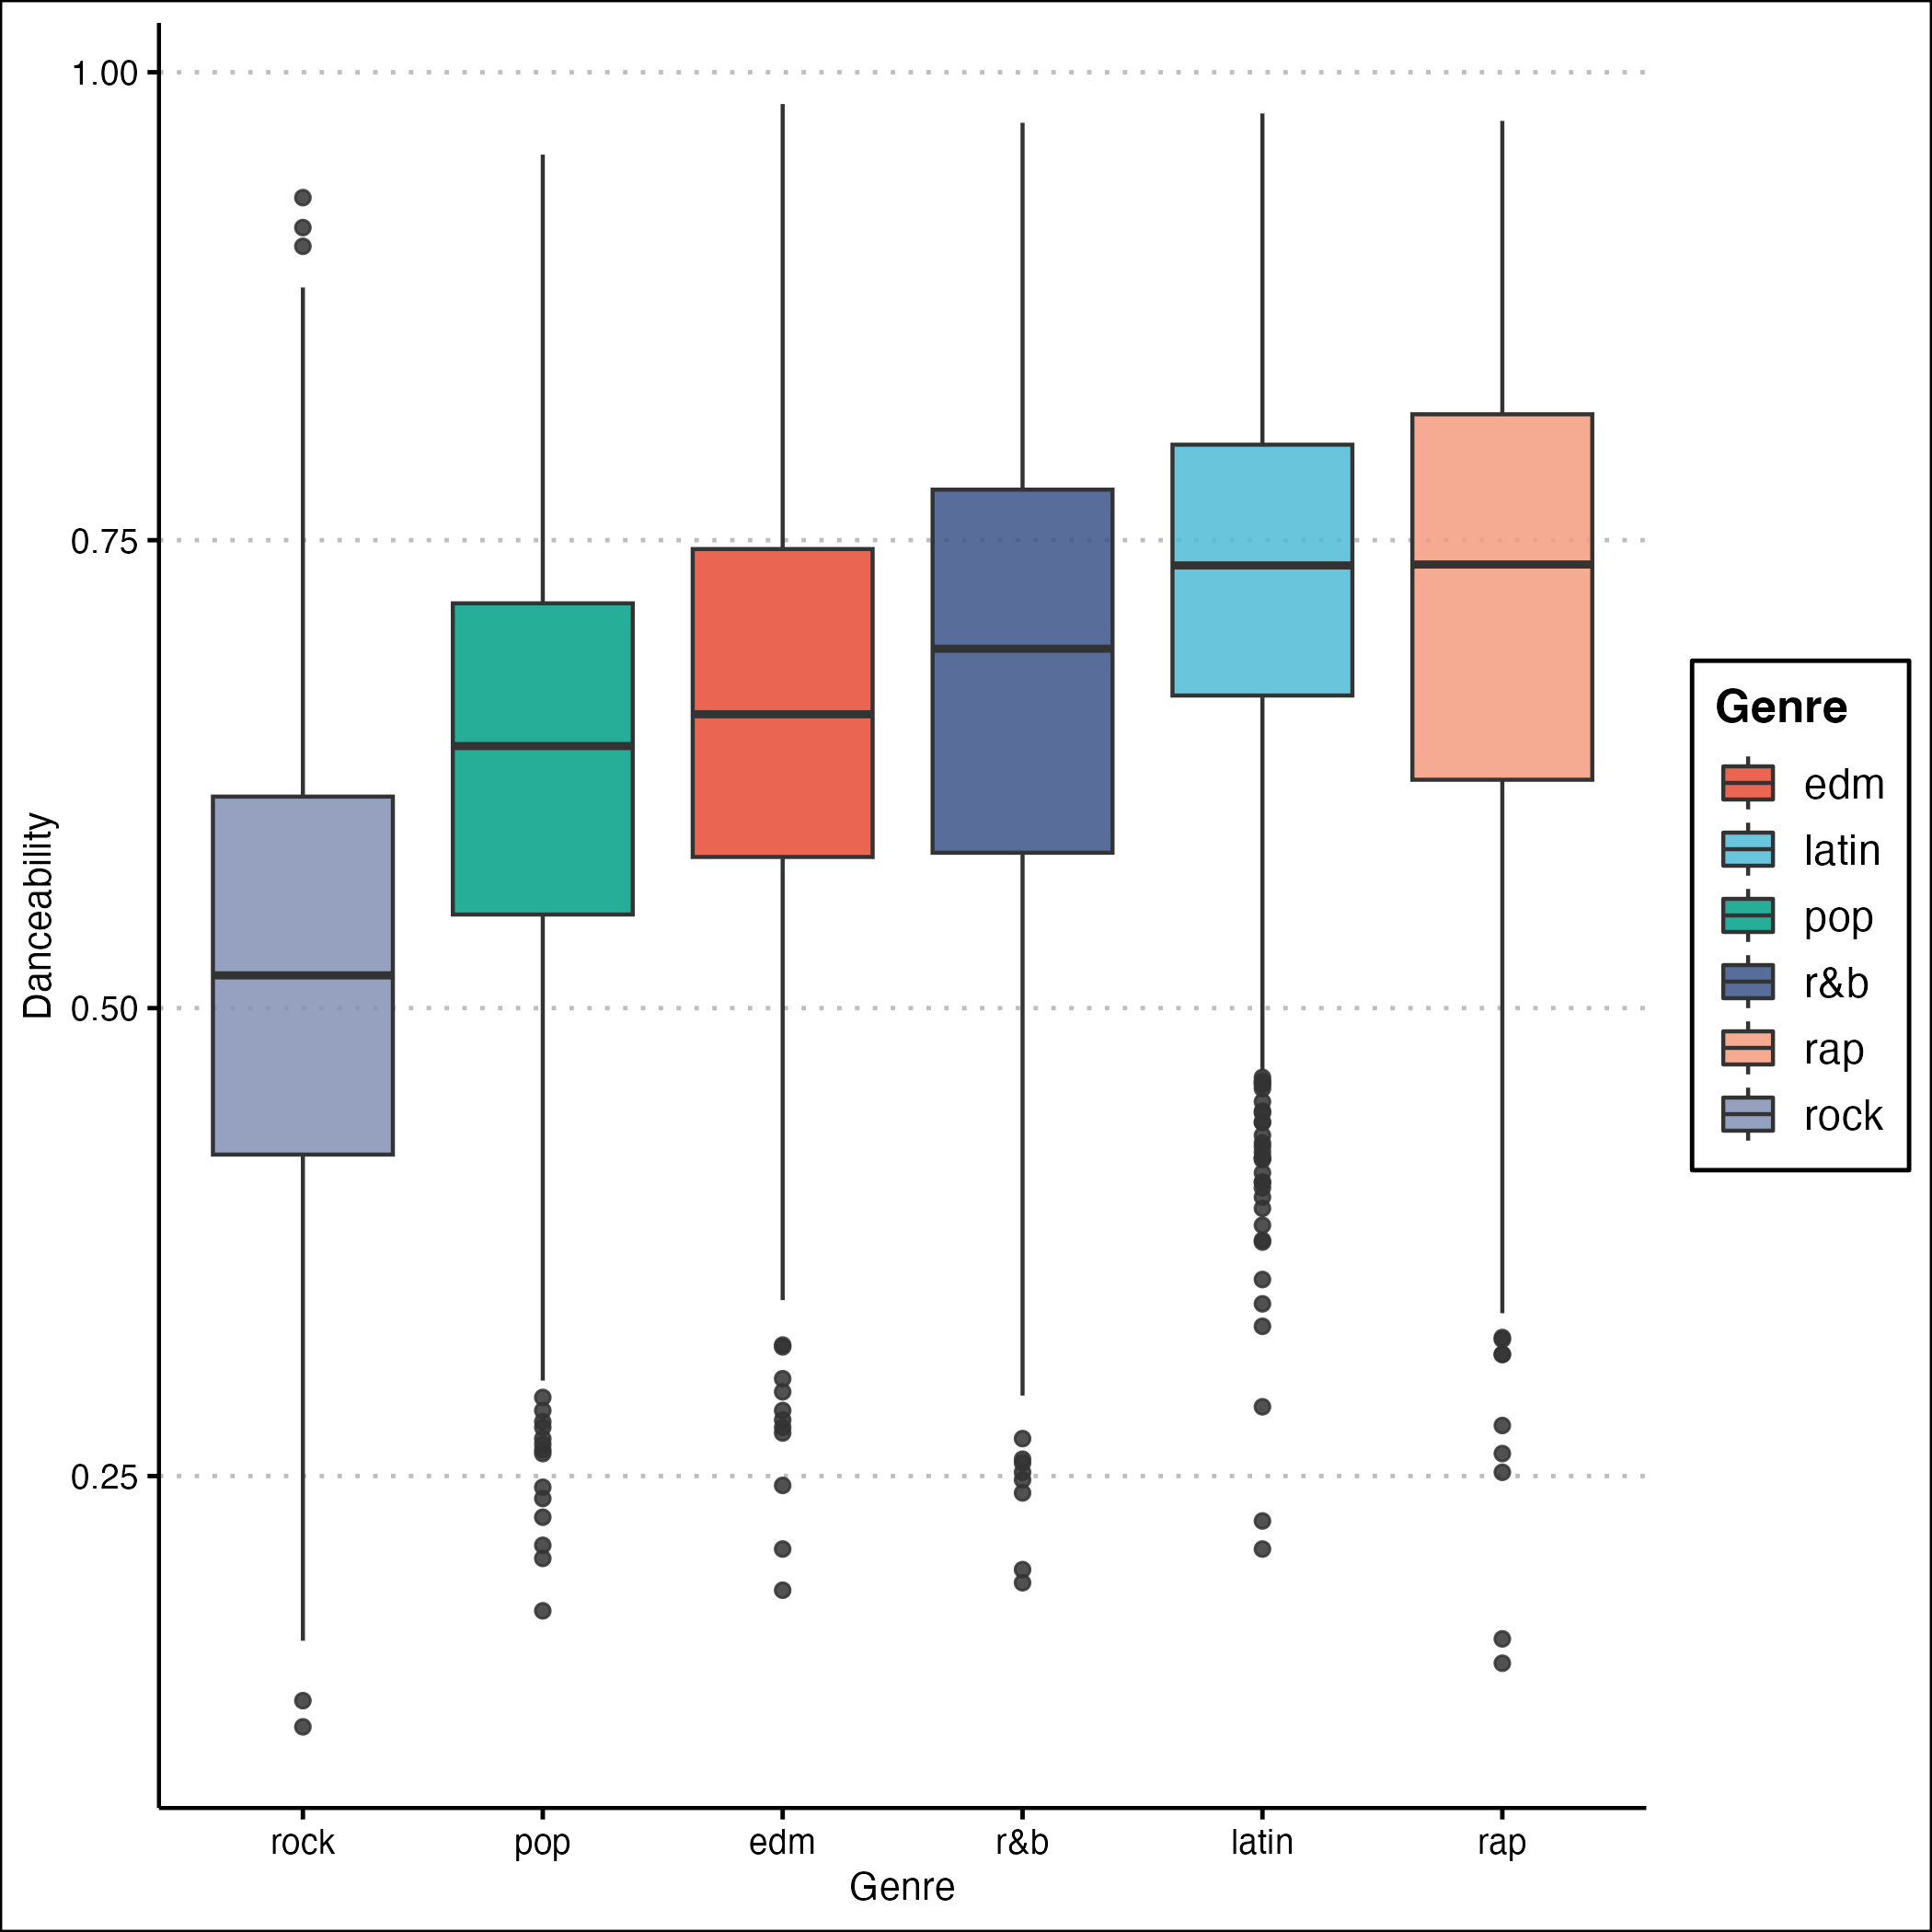 1.00
0.75
0.50
0.25
Danceability
rock pop edm r&b latin rap
Genre
Genre
edm
latin
pop
r&b
rap
rock